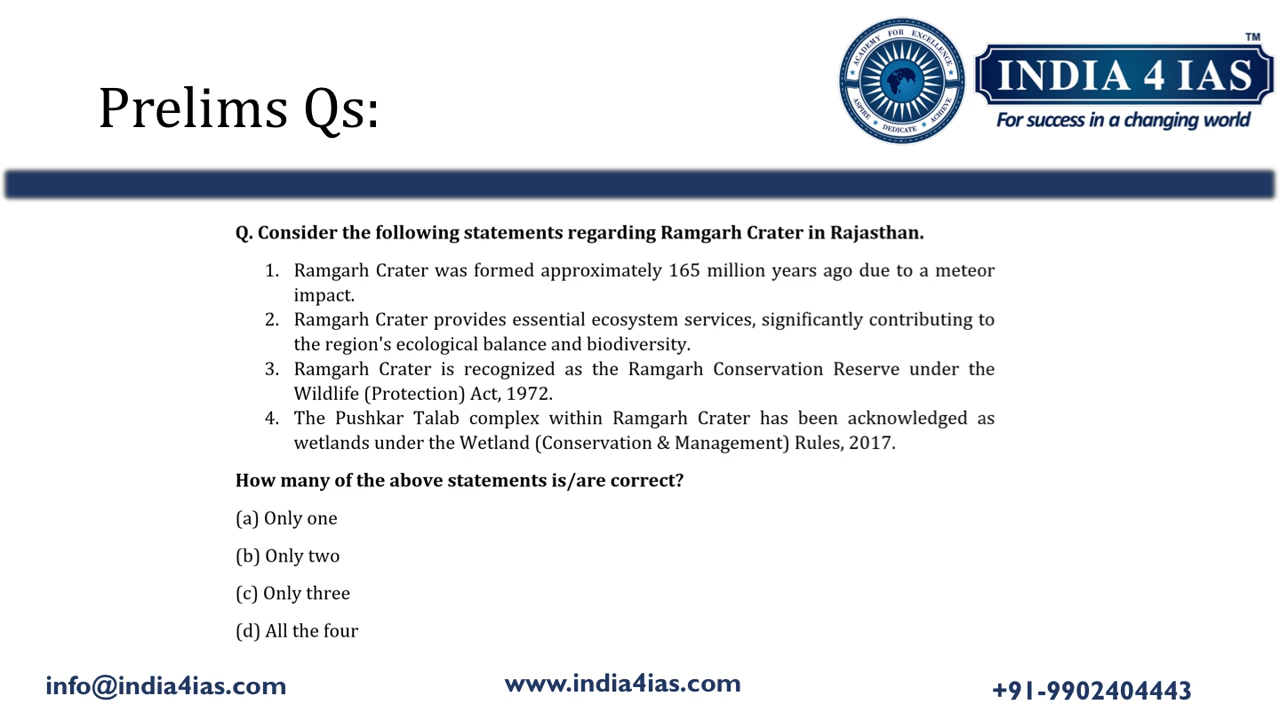 Prelims Qs:
ACADEMY FOR EXCELLENCE
ASPIRE ★ DEDICATE ★ ACHIEVE
TM
INDIA 4 IAS
For success in a changing world
Q. Consider the following statements regarding Ramgarh Crater in Rajasthan.
1. Ramgarh Crater was formed approximately 165 million years ago due to a meteor
impact.
2. Ramgarh Crater provides essential ecosystem services, significantly contributing to
the region's ecological balance and biodiversity.
3. Ramgarh Crater is recognized as the Ramgarh Conservation Reserve under the
Wildlife (Protection) Act, 1972.
4. The Pushkar Talab complex within Ramgarh Crater has been acknowledged as
wetlands under the Wetland (Conservation & Management) Rules, 2017.
How many of the above statements is/are correct?
(a) Only one
(b) Only two
(c) Only three
(d) All the four
info@india4ias.com
www.india4ias.com
+91-9902404443